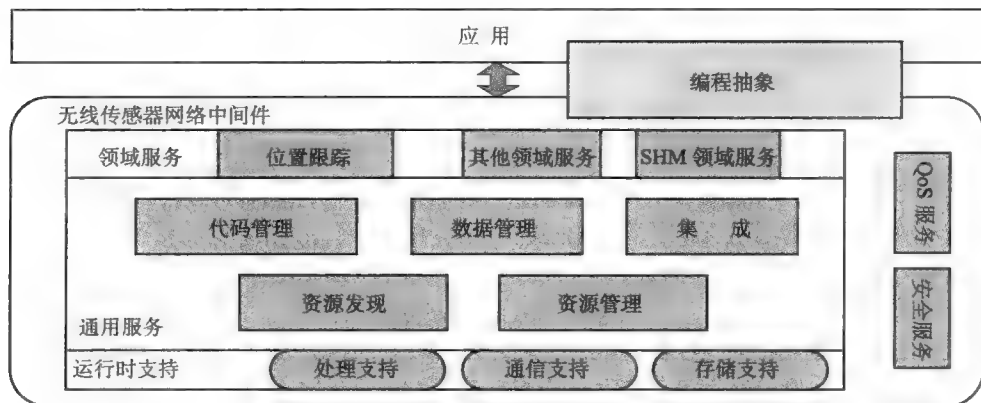 应用
编程抽象
无线传感器网络中间件
领域服务
位置跟踪
其他领域服务
SHM 领域服务
QoS 服务
代码管理
数据管理
集成
资源发现
资源管理
安全服务
通用服务
运行时支持
处理支持
通信支持
存储支持